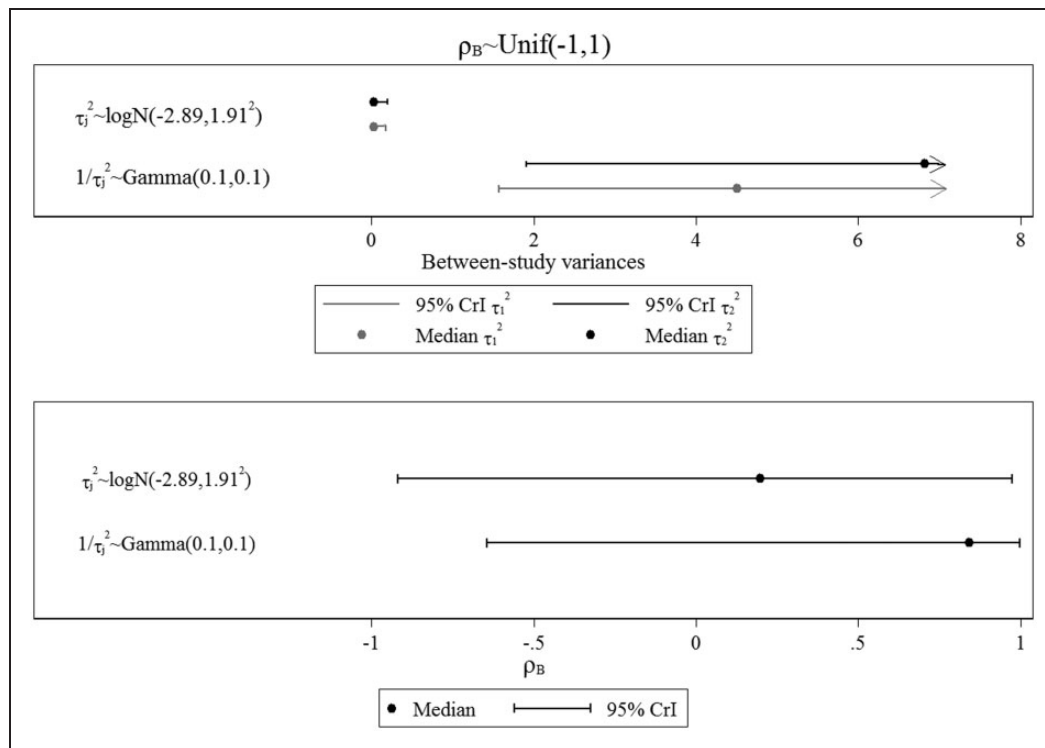 ρB~Unif(-1,1)
τj²~logN(-2.89,1.91²)
1/τj²~Gamma(0.1,0.1)
0 2 4 6 8
Between-study variances
95% CrI τ1² 95% CrI τ2²
Median τ1² Median τ2²
τj²~logN(-2.89,1.91²)
1/τj²~Gamma(0.1,0.1)
-1 -.5 0 .5 1
ρB
Median 95% CrI